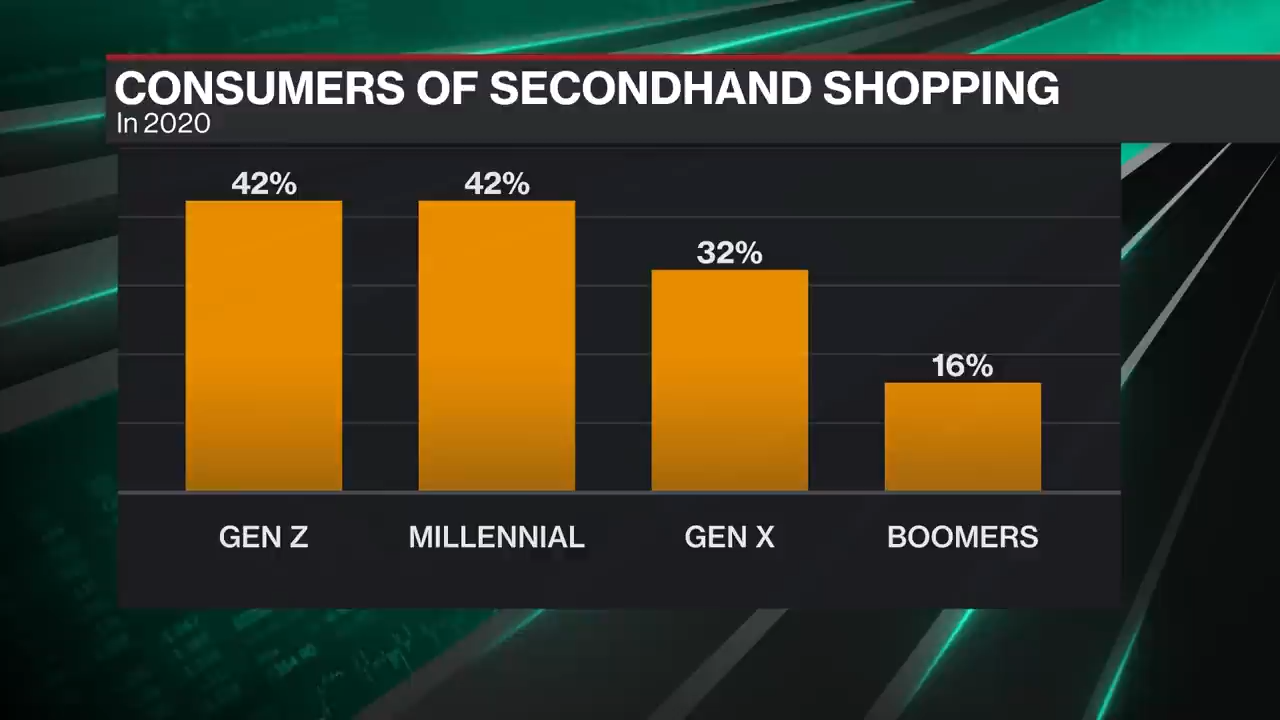 CONSUMERS OF SECONDHAND SHOPPING
In 2020
42% 42% 32% 16%
GEN Z MILLENNIAL GEN X BOOMERS